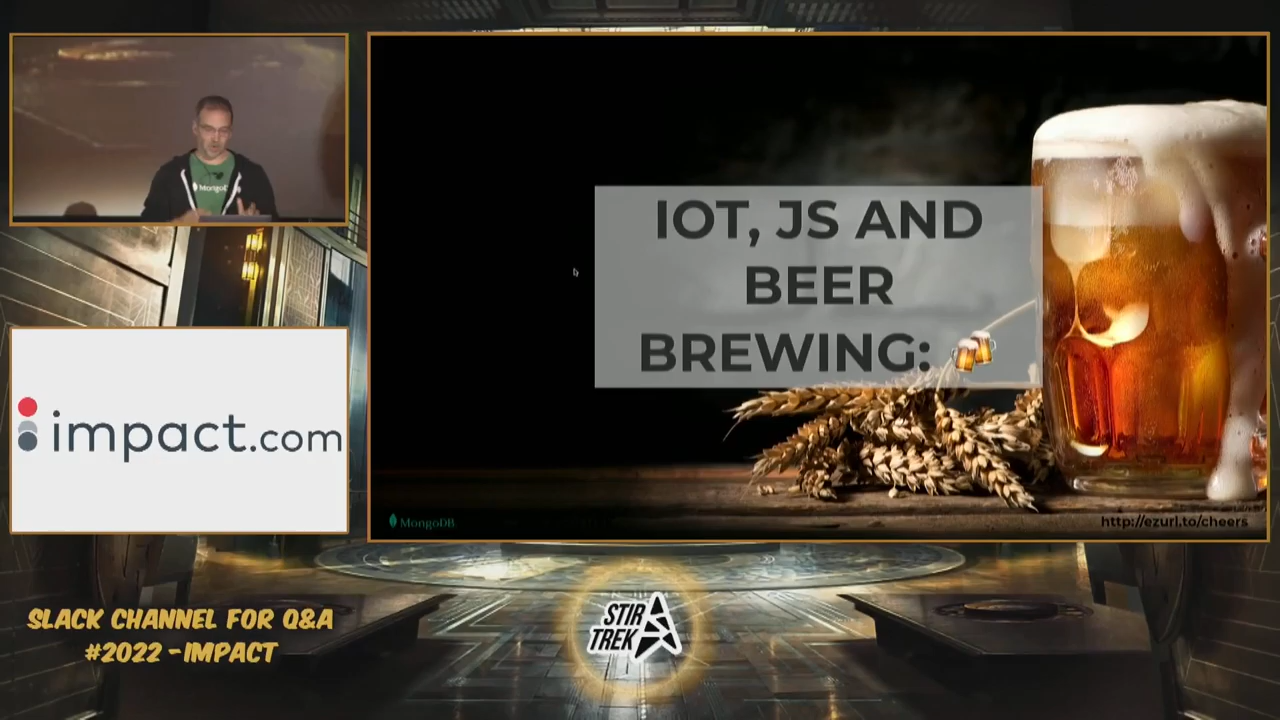 MongoDB
IOT, JS AND
BEER
BREWING:
impact.com
MongoDB
http://ezurl.to/cheers
SLACK CHANNEL FOR Q&A
#2022 - IMPACT
STIR
TREK